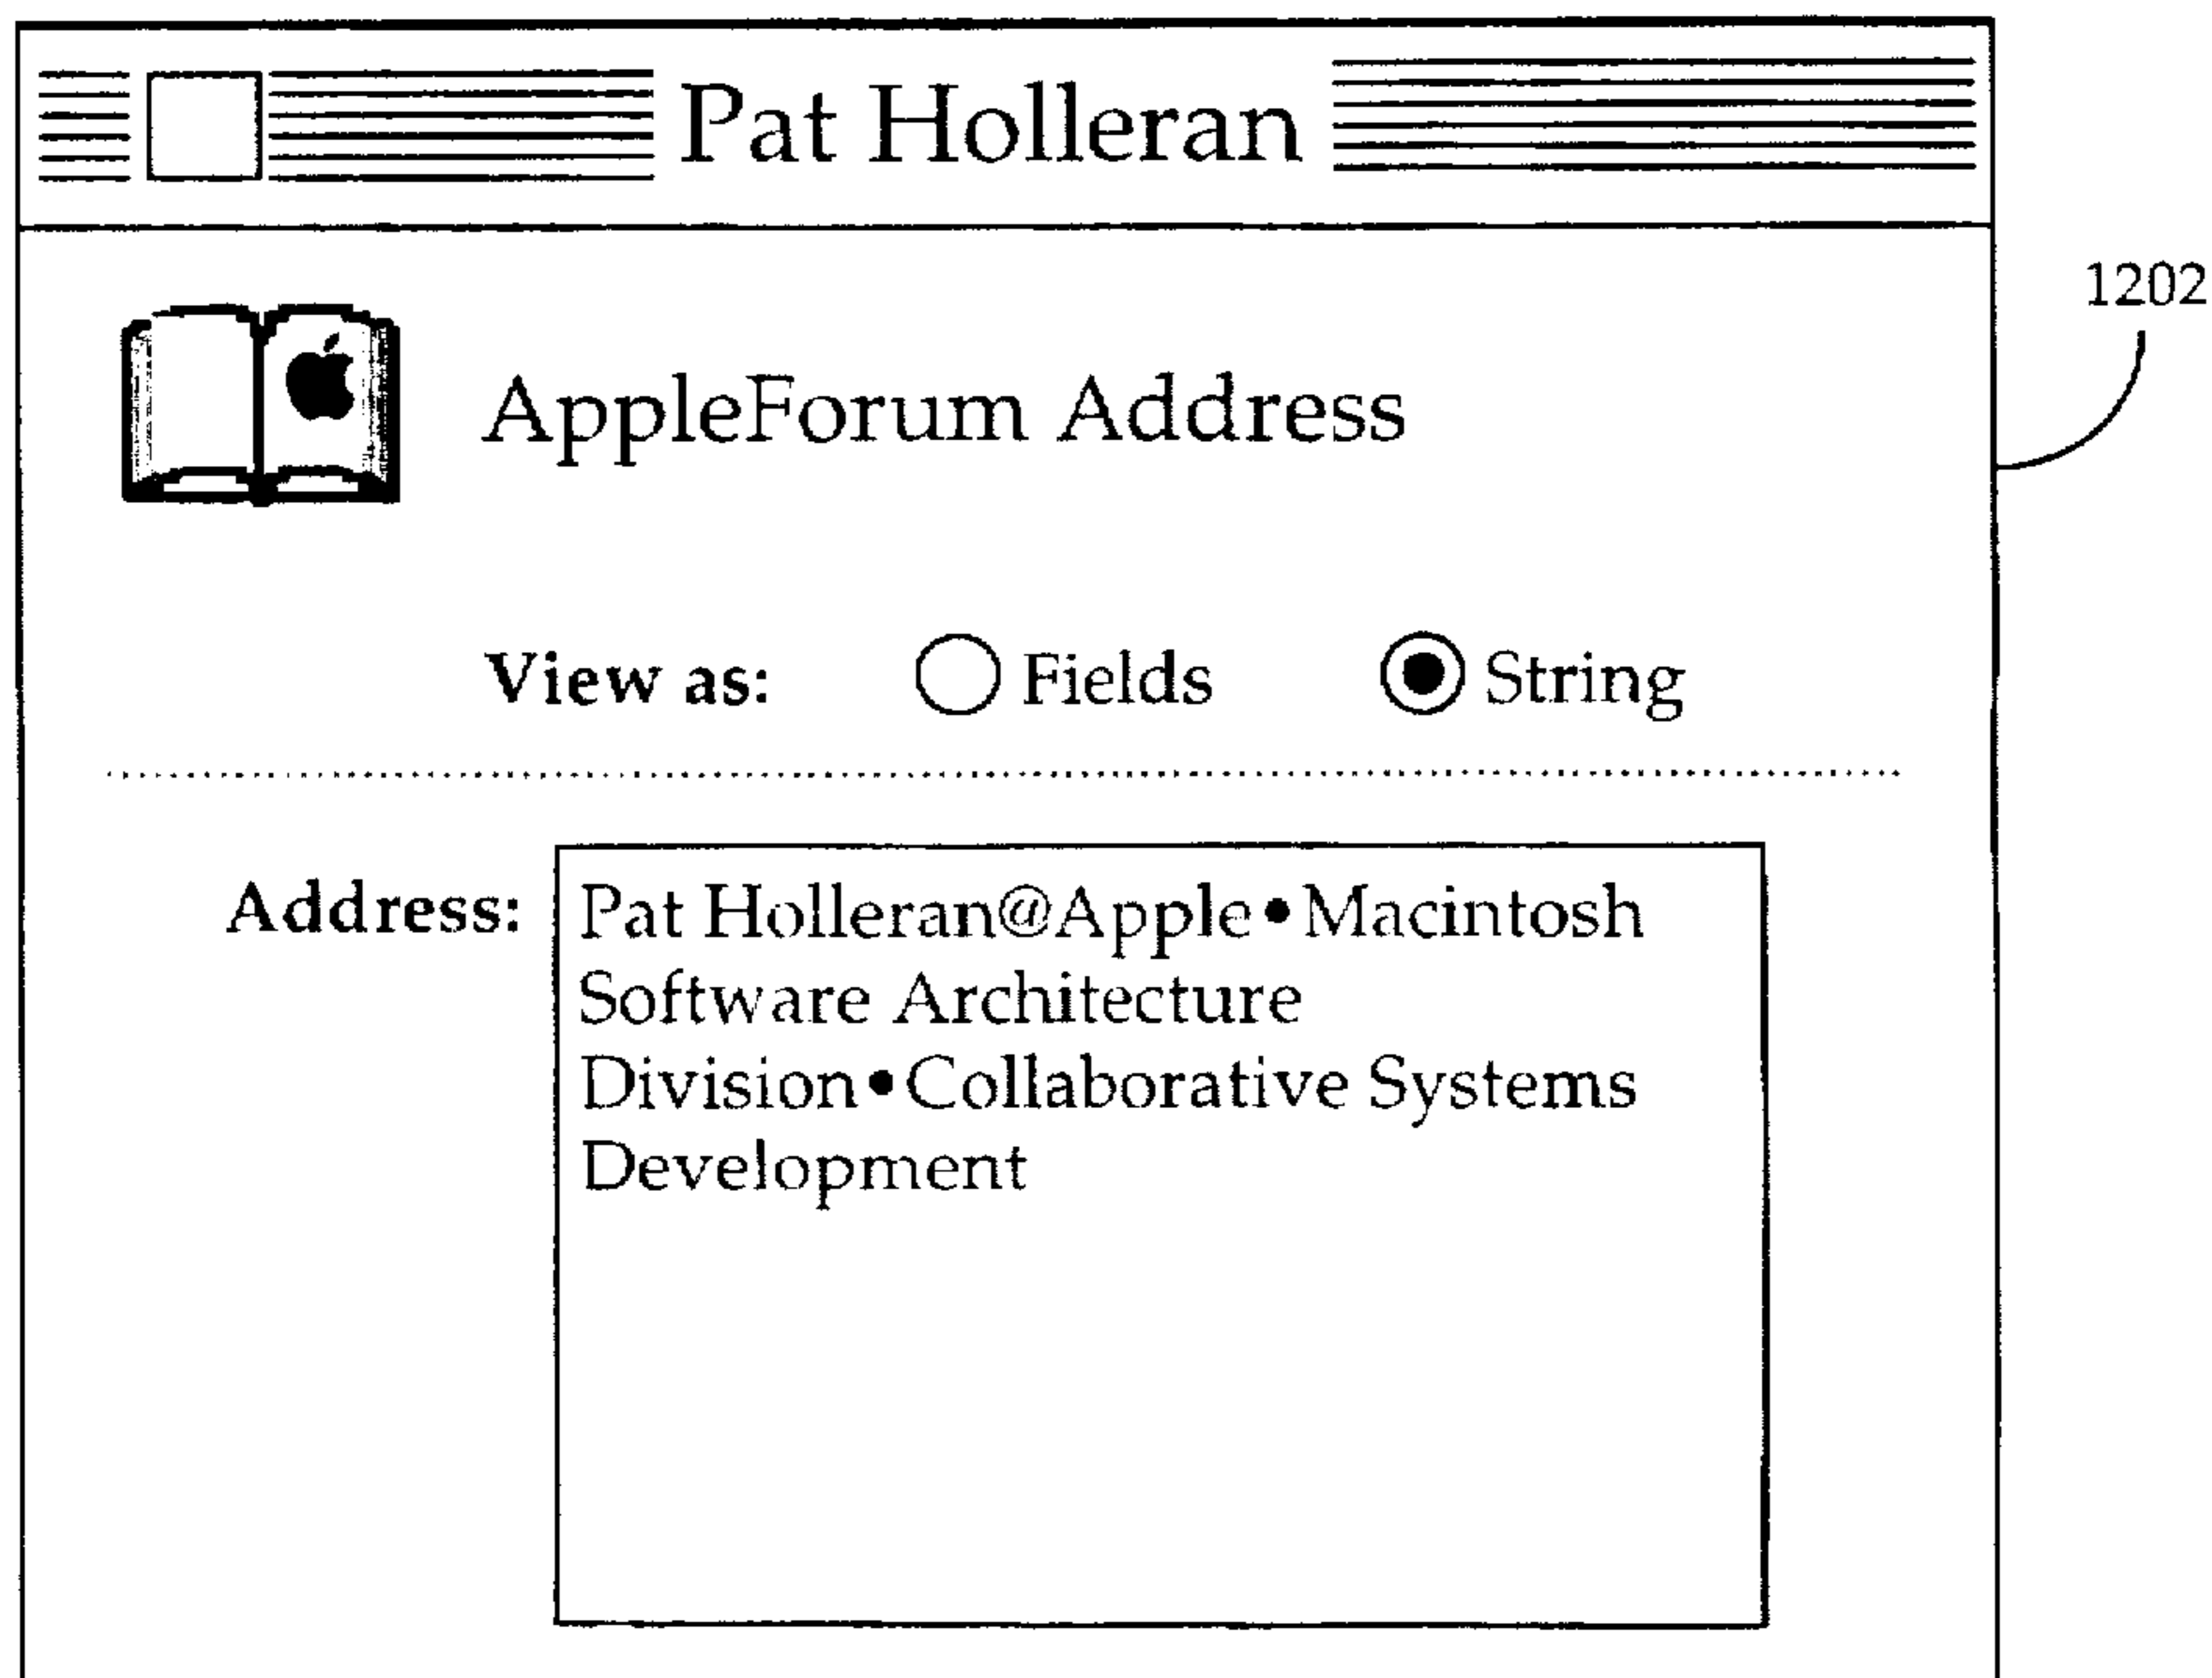 Pat Holleran
1202
AppleForum Address
View as: Fields String
Address: Pat Holleran@Apple•Macintosh
Software Architecture
Division•Collaborative Systems
Development